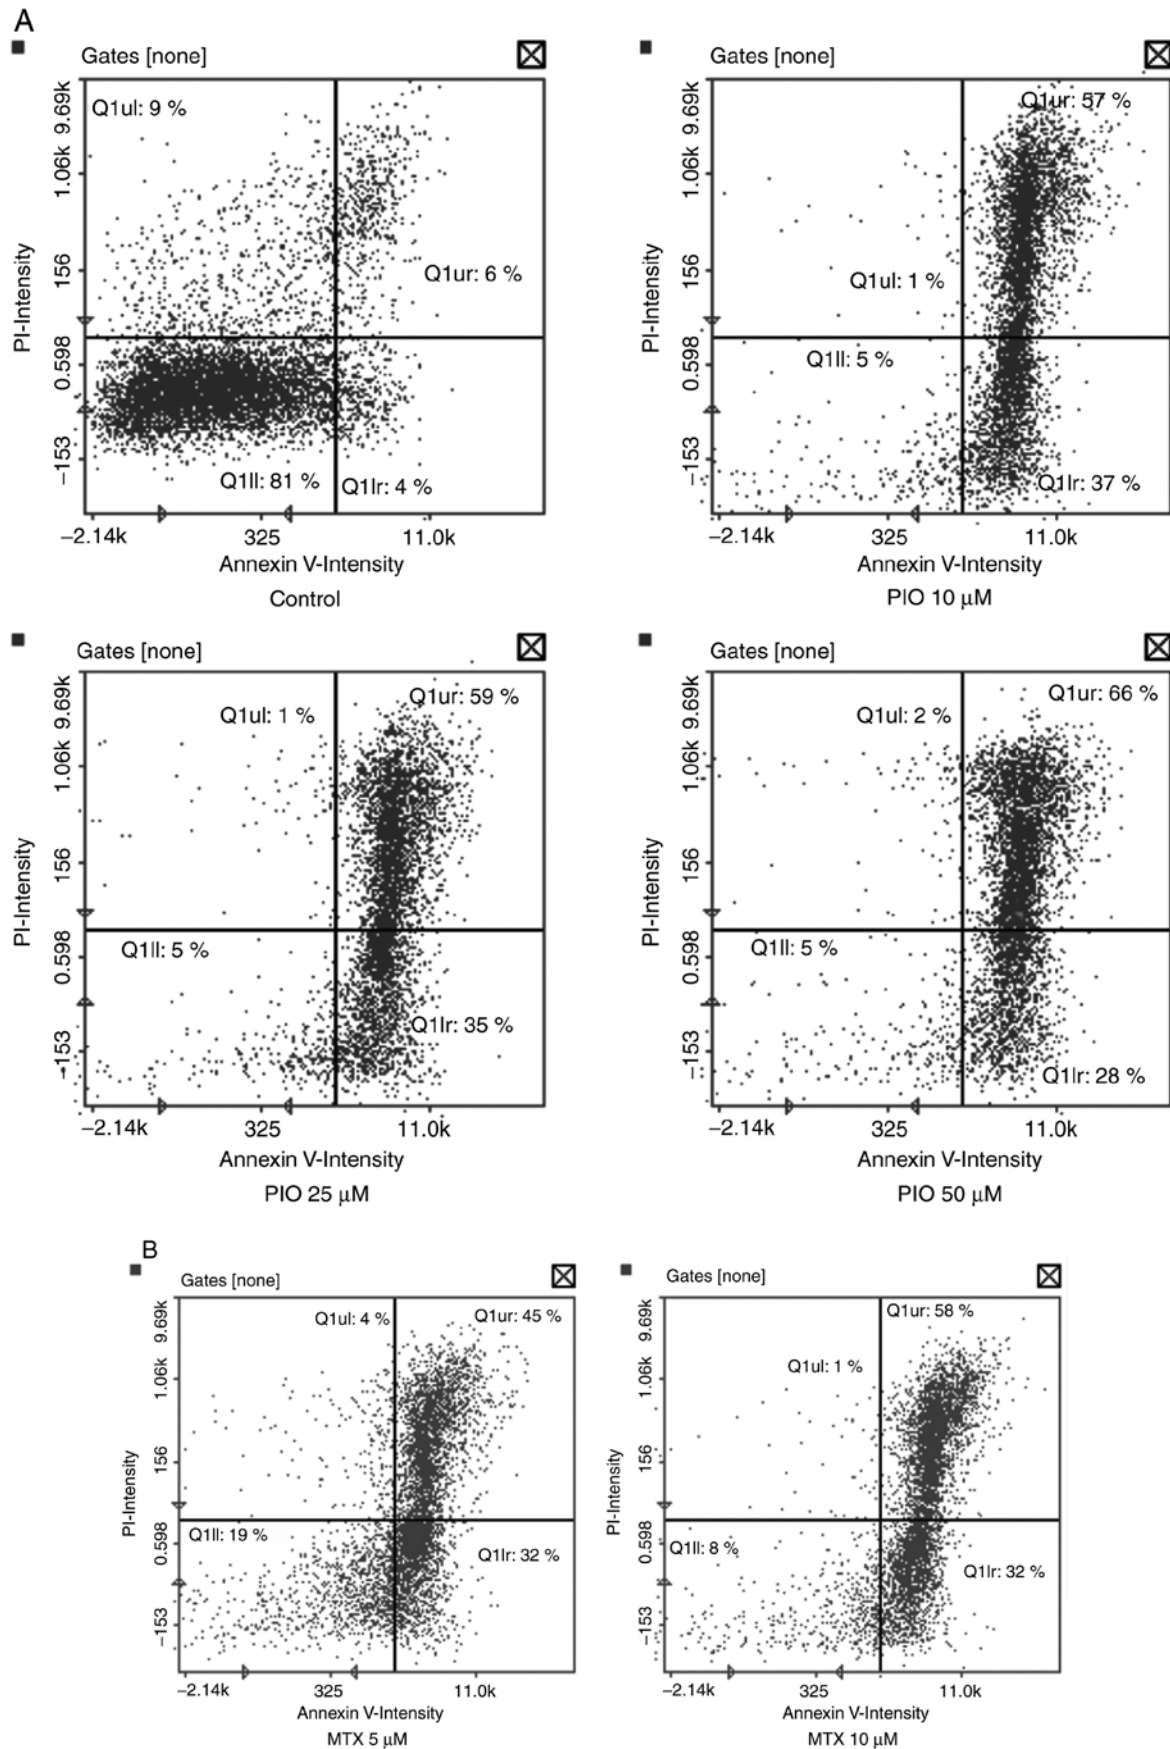 A
Gates [none]
Q1ul: 9 %
Q1ur: 6 %
Q1ll: 81 %
Q1lr: 4 %
PI-Intensity
9.69k
1.06k
156
0.598
−153
−2.14k 325 11.0k
Annexin V-Intensity
Control
Gates [none]
Q1ur: 57 %
Q1ul: 1 %
Q1ll: 5 %
Q1lr: 37 %
PI-Intensity
9.69k
1.06k
156
0.598
−153
−2.14k 325 11.0k
Annexin V-Intensity
PIO 10 μM
Gates [none]
Q1ur: 59 %
Q1ul: 1 %
Q1ll: 5 %
Q1lr: 35 %
PI-Intensity
9.69k
1.06k
156
0.598
−153
−2.14k 325 11.0k
Annexin V-Intensity
PIO 25 μM
Gates [none]
Q1ur: 66 %
Q1ul: 2 %
Q1ll: 5 %
Q1lr: 28 %
PI-Intensity
9.69k
1.06k
156
0.598
−153
−2.14k 325 11.0k
Annexin V-Intensity
PIO 50 μM
B
Gates [none]
Q1ul: 4 %
Q1ur: 45 %
Q1ll: 19 %
Q1lr: 32 %
PI-Intensity
9.69k
1.06k
156
0.598
−153
−2.14k 325 11.0k
Annexin V-Intensity
MTX 5 μM
Gates [none]
Q1ur: 58 %
Q1ul: 1 %
Q1ll: 8 %
Q1lr: 32 %
PI-Intensity
9.69k
1.06k
156
0.598
−153
−2.14k 325 11.0k
Annexin V-Intensity
MTX 10 μM